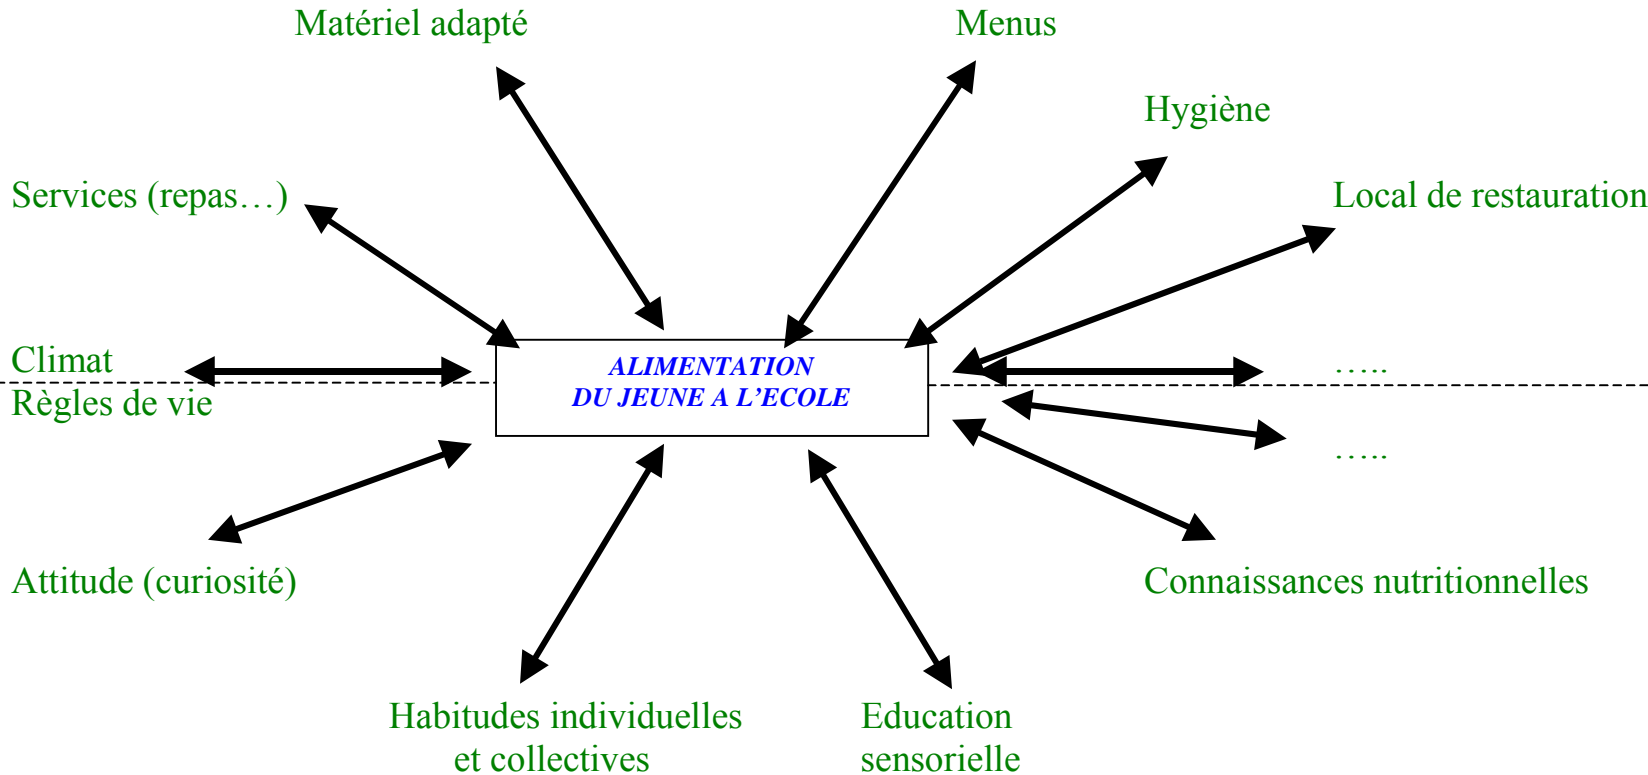 Matériel adapté
Menus
Hygiène
Services (repas…)
Local de restauration
Climat
Règles de vie
ALIMENTATION
DU JEUNE A L'ECOLE
…..
…..
Attitude (curiosité)
Connaissances nutritionnelles
Habitudes individuelles
et collectives
Education
sensorielle